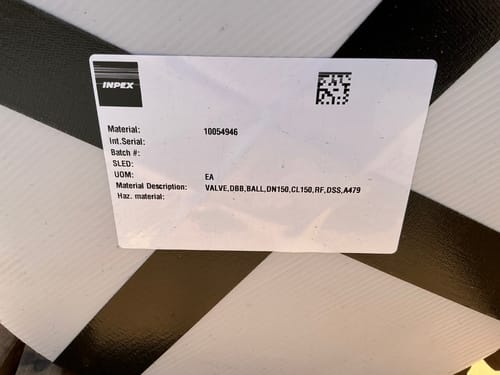 INPEX
Material: 10054946
Int.Serial:
Batch #:
SLED:
UOM: EA
Material Description: VALVE,DBB,BALL,DN150,CL150,RF,DSS,A479
Haz. material: